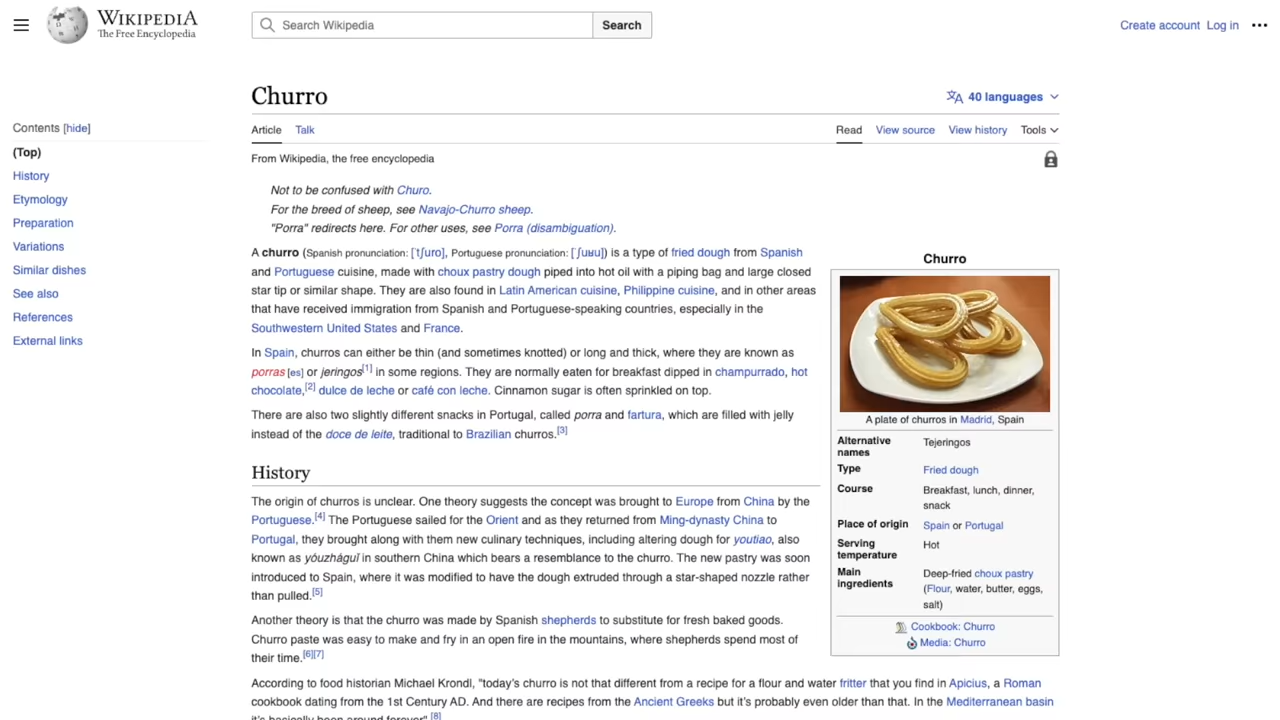 WIKIPEDIA
The Free Encyclopedia
Search Wikipedia
Search
Create account Log in
Churro
40 languages
Contents [hide]
(Top)
History
Etymology
Preparation
Variations
Similar dishes
See also
References
External links
Article Talk
Read View source View history Tools
From Wikipedia, the free encyclopedia
Not to be confused with Churo.
For the breed of sheep, see Navajo-Churro sheep.
"Porra" redirects here. For other uses, see Porra (disambiguation).
A churro (Spanish pronunciation: [ˈtʃuro], Portuguese pronunciation: [ˈʃuʁu]) is a type of fried dough from Spanish
and Portuguese cuisine, made with choux pastry dough piped into hot oil with a piping bag and large closed
star tip or similar shape. They are also found in Latin American cuisine, Philippine cuisine, and in other areas
that have received immigration from Spanish and Portuguese-speaking countries, especially in the
Southwestern United States and France.
In Spain, churros can either be thin (and sometimes knotted) or long and thick, where they are known as
porras [es] or jeringos[1] in some regions. They are normally eaten for breakfast dipped in champurrado, hot
chocolate,[2] dulce de leche or café con leche. Cinnamon sugar is often sprinkled on top.
There are also two slightly different snacks in Portugal, called porra and fartura, which are filled with jelly
instead of the doce de leite, traditional to Brazilian churros.[3]
History
The origin of churros is unclear. One theory suggests the concept was brought to Europe from China by the
Portuguese.[4] The Portuguese sailed for the Orient and as they returned from Ming-dynasty China to
Portugal, they brought along with them new culinary techniques, including altering dough for youtiao, also
known as yóuzháguǐ in southern China which bears a resemblance to the churro. The new pastry was soon
introduced to Spain, where it was modified to have the dough extruded through a star-shaped nozzle rather
than pulled.[5]
Another theory is that the churro was made by Spanish shepherds to substitute for fresh baked goods.
Churro paste was easy to make and fry in an open fire in the mountains, where shepherds spend most of
their time.[6][7]
According to food historian Michael Krondl, "today's churro is not that different from a recipe for a flour and water fritter that you find in Apicius, a Roman
cookbook dating from the 1st Century AD. And there are recipes from the Ancient Greeks but it's probably even older than that. In the Mediterranean basin
it's basically been around forever".[8]
Churro
A plate of churros in Madrid, Spain
Alternative names Tejeringos
Type Fried dough
Course Breakfast, lunch, dinner,
snack
Place of origin Spain or Portugal
Serving temperature Hot
Main ingredients Deep-fried choux pastry
(Flour, water, butter, eggs,
salt)
Cookbook: Churro
Media: Churro